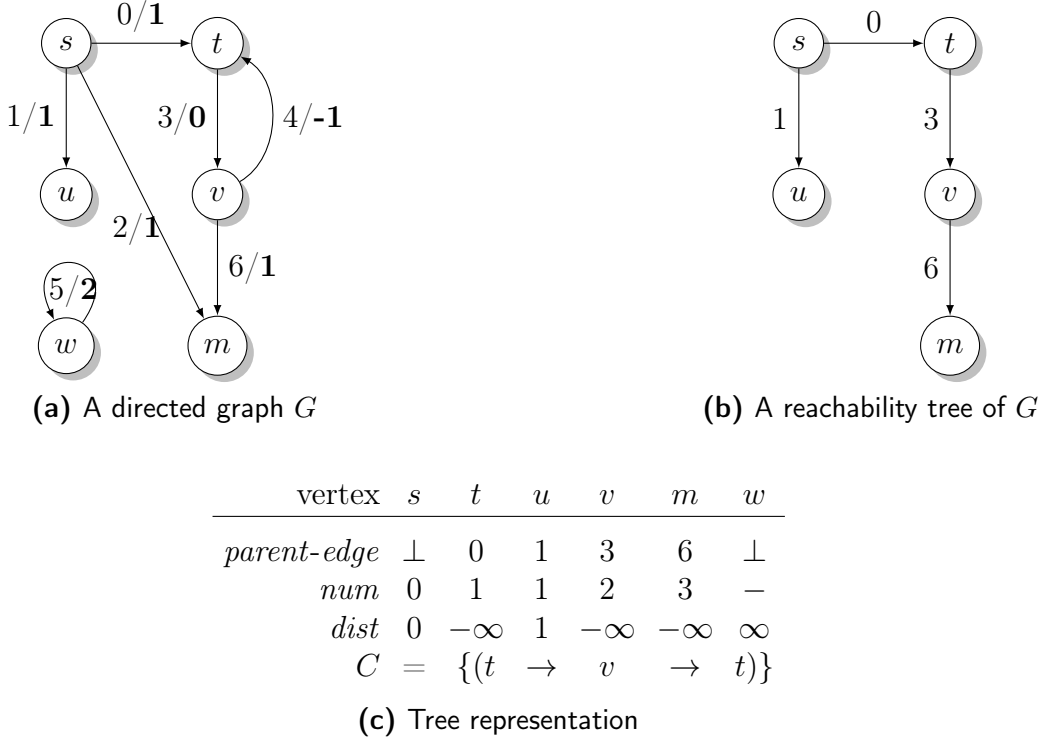 0/1
0
s
t
s
t
1/1
3/0
4/-1
1
3
u
v
u
v
2/1
6/1
6
5/2
w
m
m
(a) A directed graph G
(b) A reachability tree of G
vertex s t u v m w
parent-edge ⊥ 0 1 3 6 ⊥
num 0 1 1 2 3 −
dist 0 −∞ 1 −∞ −∞ ∞
C = {(t → v → t)}
(c) Tree representation